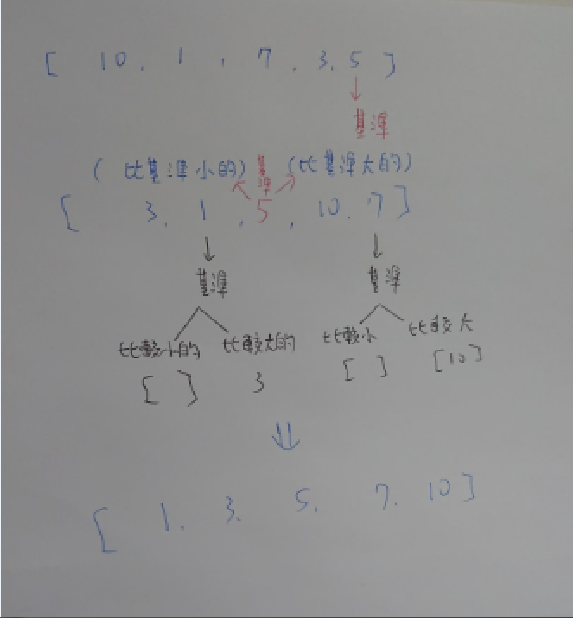 [ 10 , 1 , 7 , 3 , 5 ]
基準
( 比基準小的 ) 基準 ( 比基準大的 )
[ 3 , 1 , 5 , 10 , 7 ]
基準 基準
比較小的 比較大的 比較小 比較大
[ ] 3 [ ] [10]
[ 1 , 3 , 5 , 7 , 10 ]